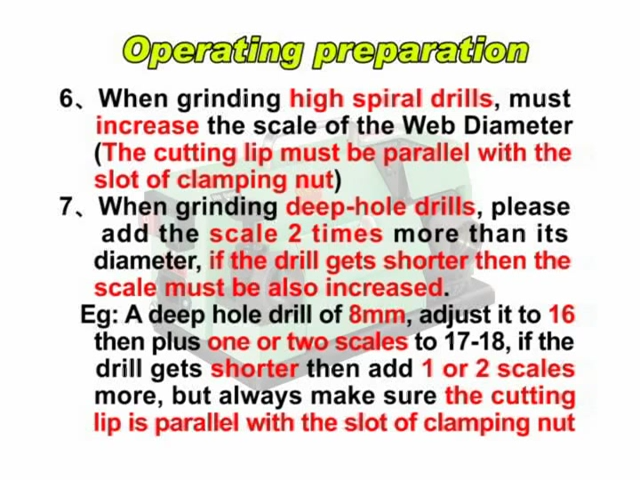 Operating preparation
6、When grinding high spiral drills, must
increase the scale of the Web Diameter
(The cutting lip must be parallel with the
slot of clamping nut)
7、When grinding deep-hole drills, please
add the scale 2 times more than its
diameter, if the drill gets shorter then the
scale must be also increased.
Eg: A deep hole drill of 8mm, adjust it to 16
then plus one or two scales to 17-18, if the
drill gets shorter then add 1 or 2 scales
more, but always make sure the cutting
lip is parallel with the slot of clamping nut